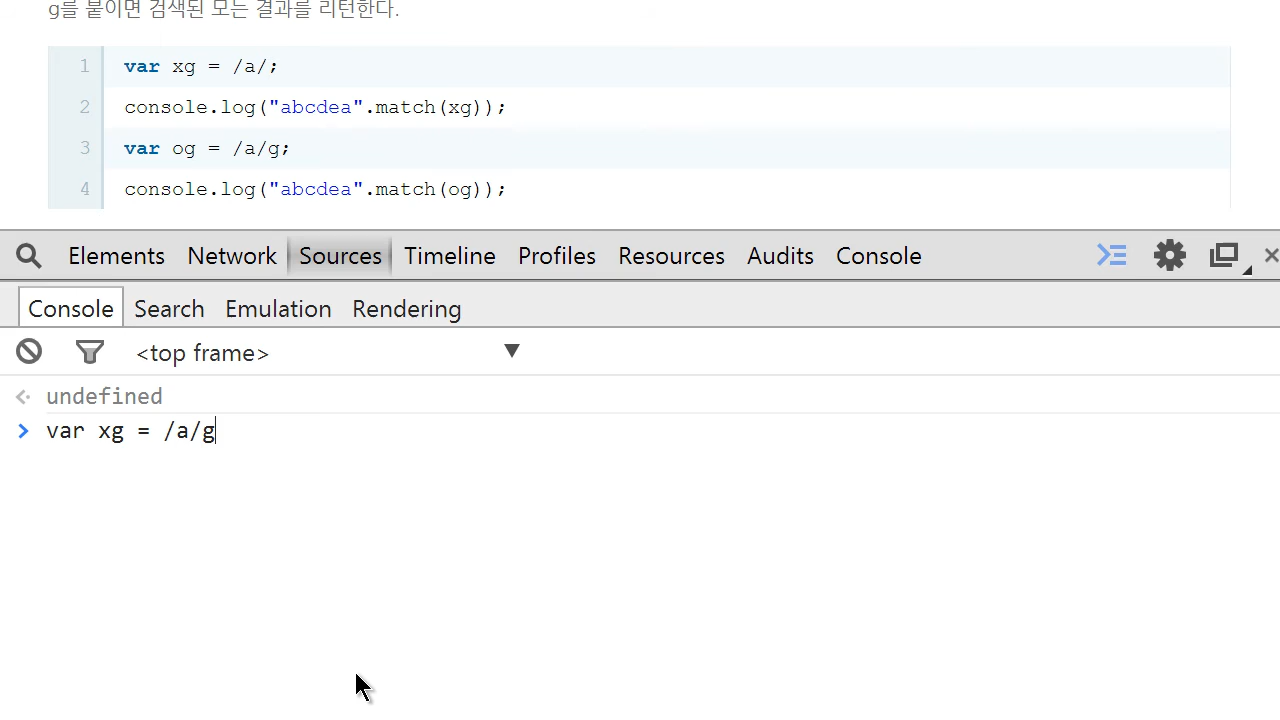 g를 붙이면 검색된 모든 결과를 리턴한다.
1 var xg = /a/;
2 console.log("abcdea".match(xg));
3 var og = /a/g;
4 console.log("abcdea".match(og));
Elements Network Sources Timeline Profiles Resources Audits Console
Console Search Emulation Rendering
<top frame>
undefined
var xg = /a/g